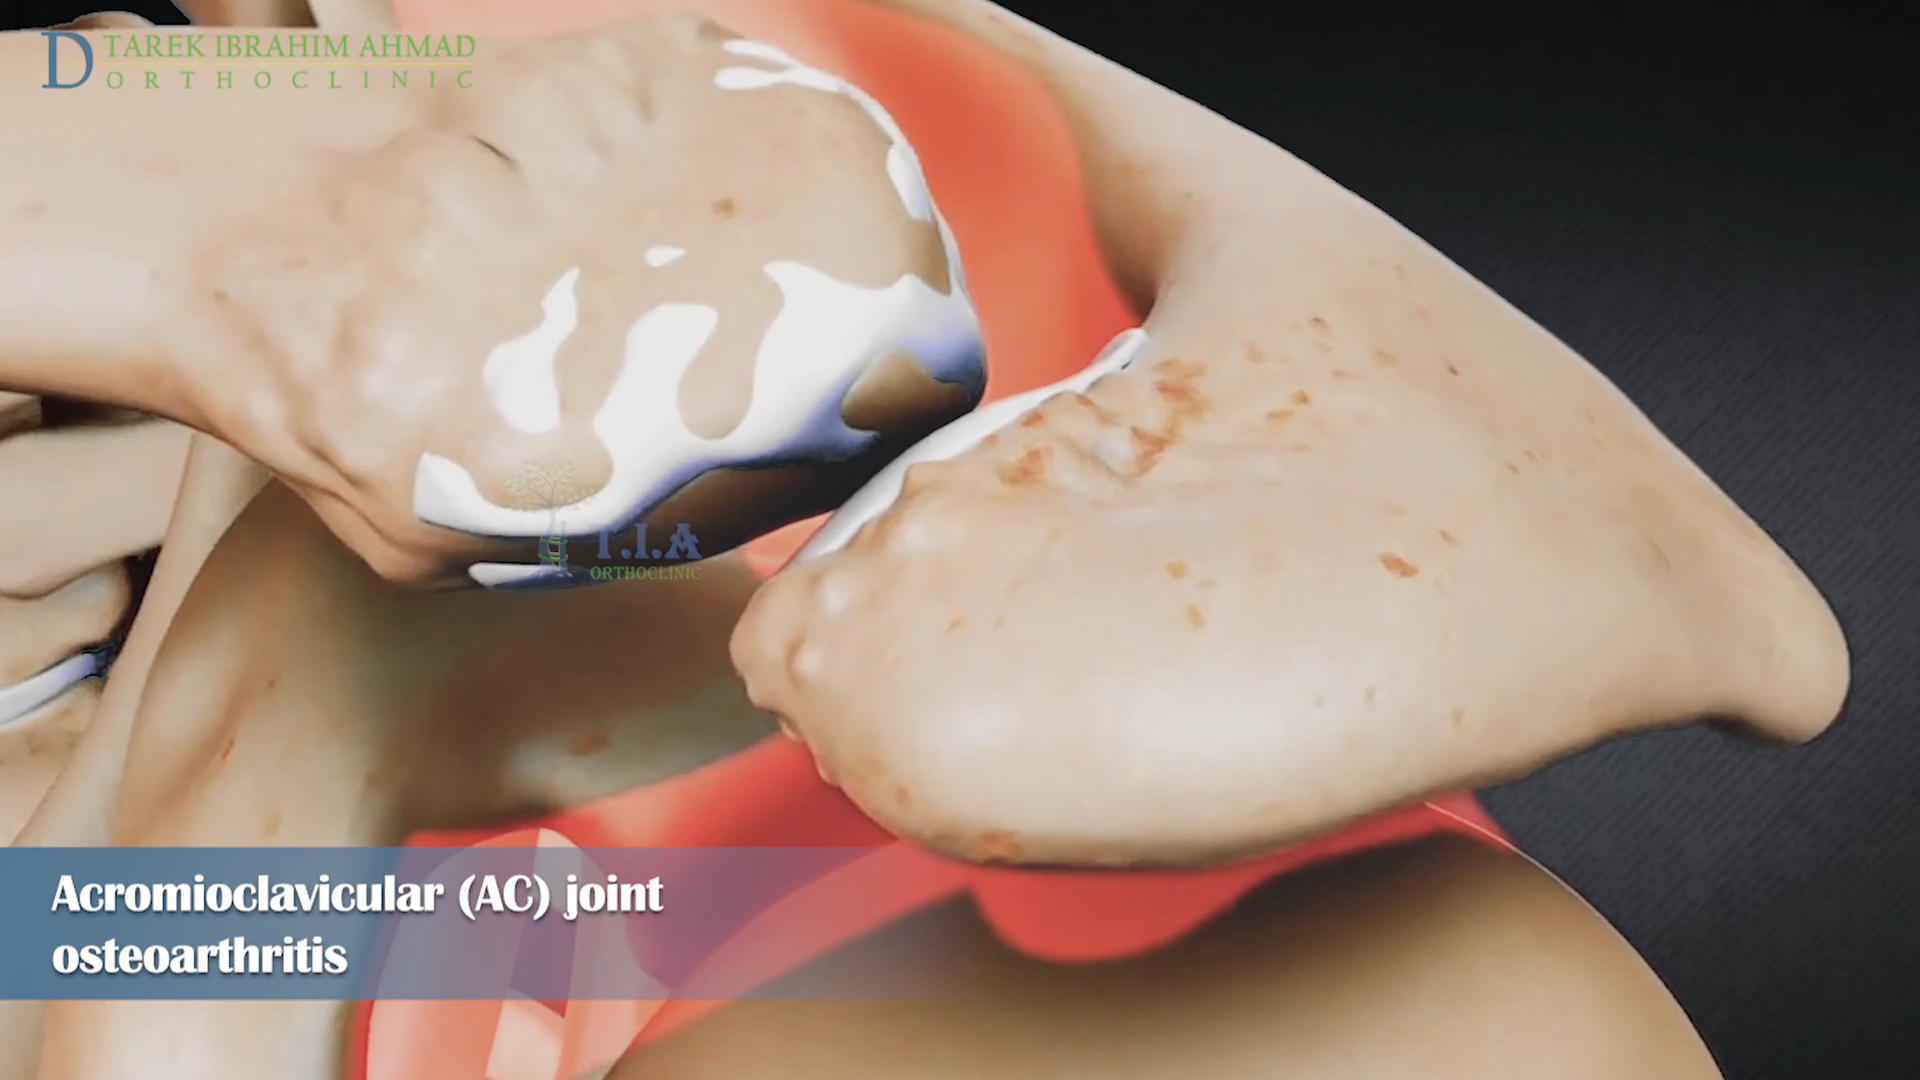 D TAREK IBRAHIM AHMAD
ORTHOCLINIC
T.I.A
ORTHOCLINIC
Acromioclavicular (AC) joint
osteoarthritis